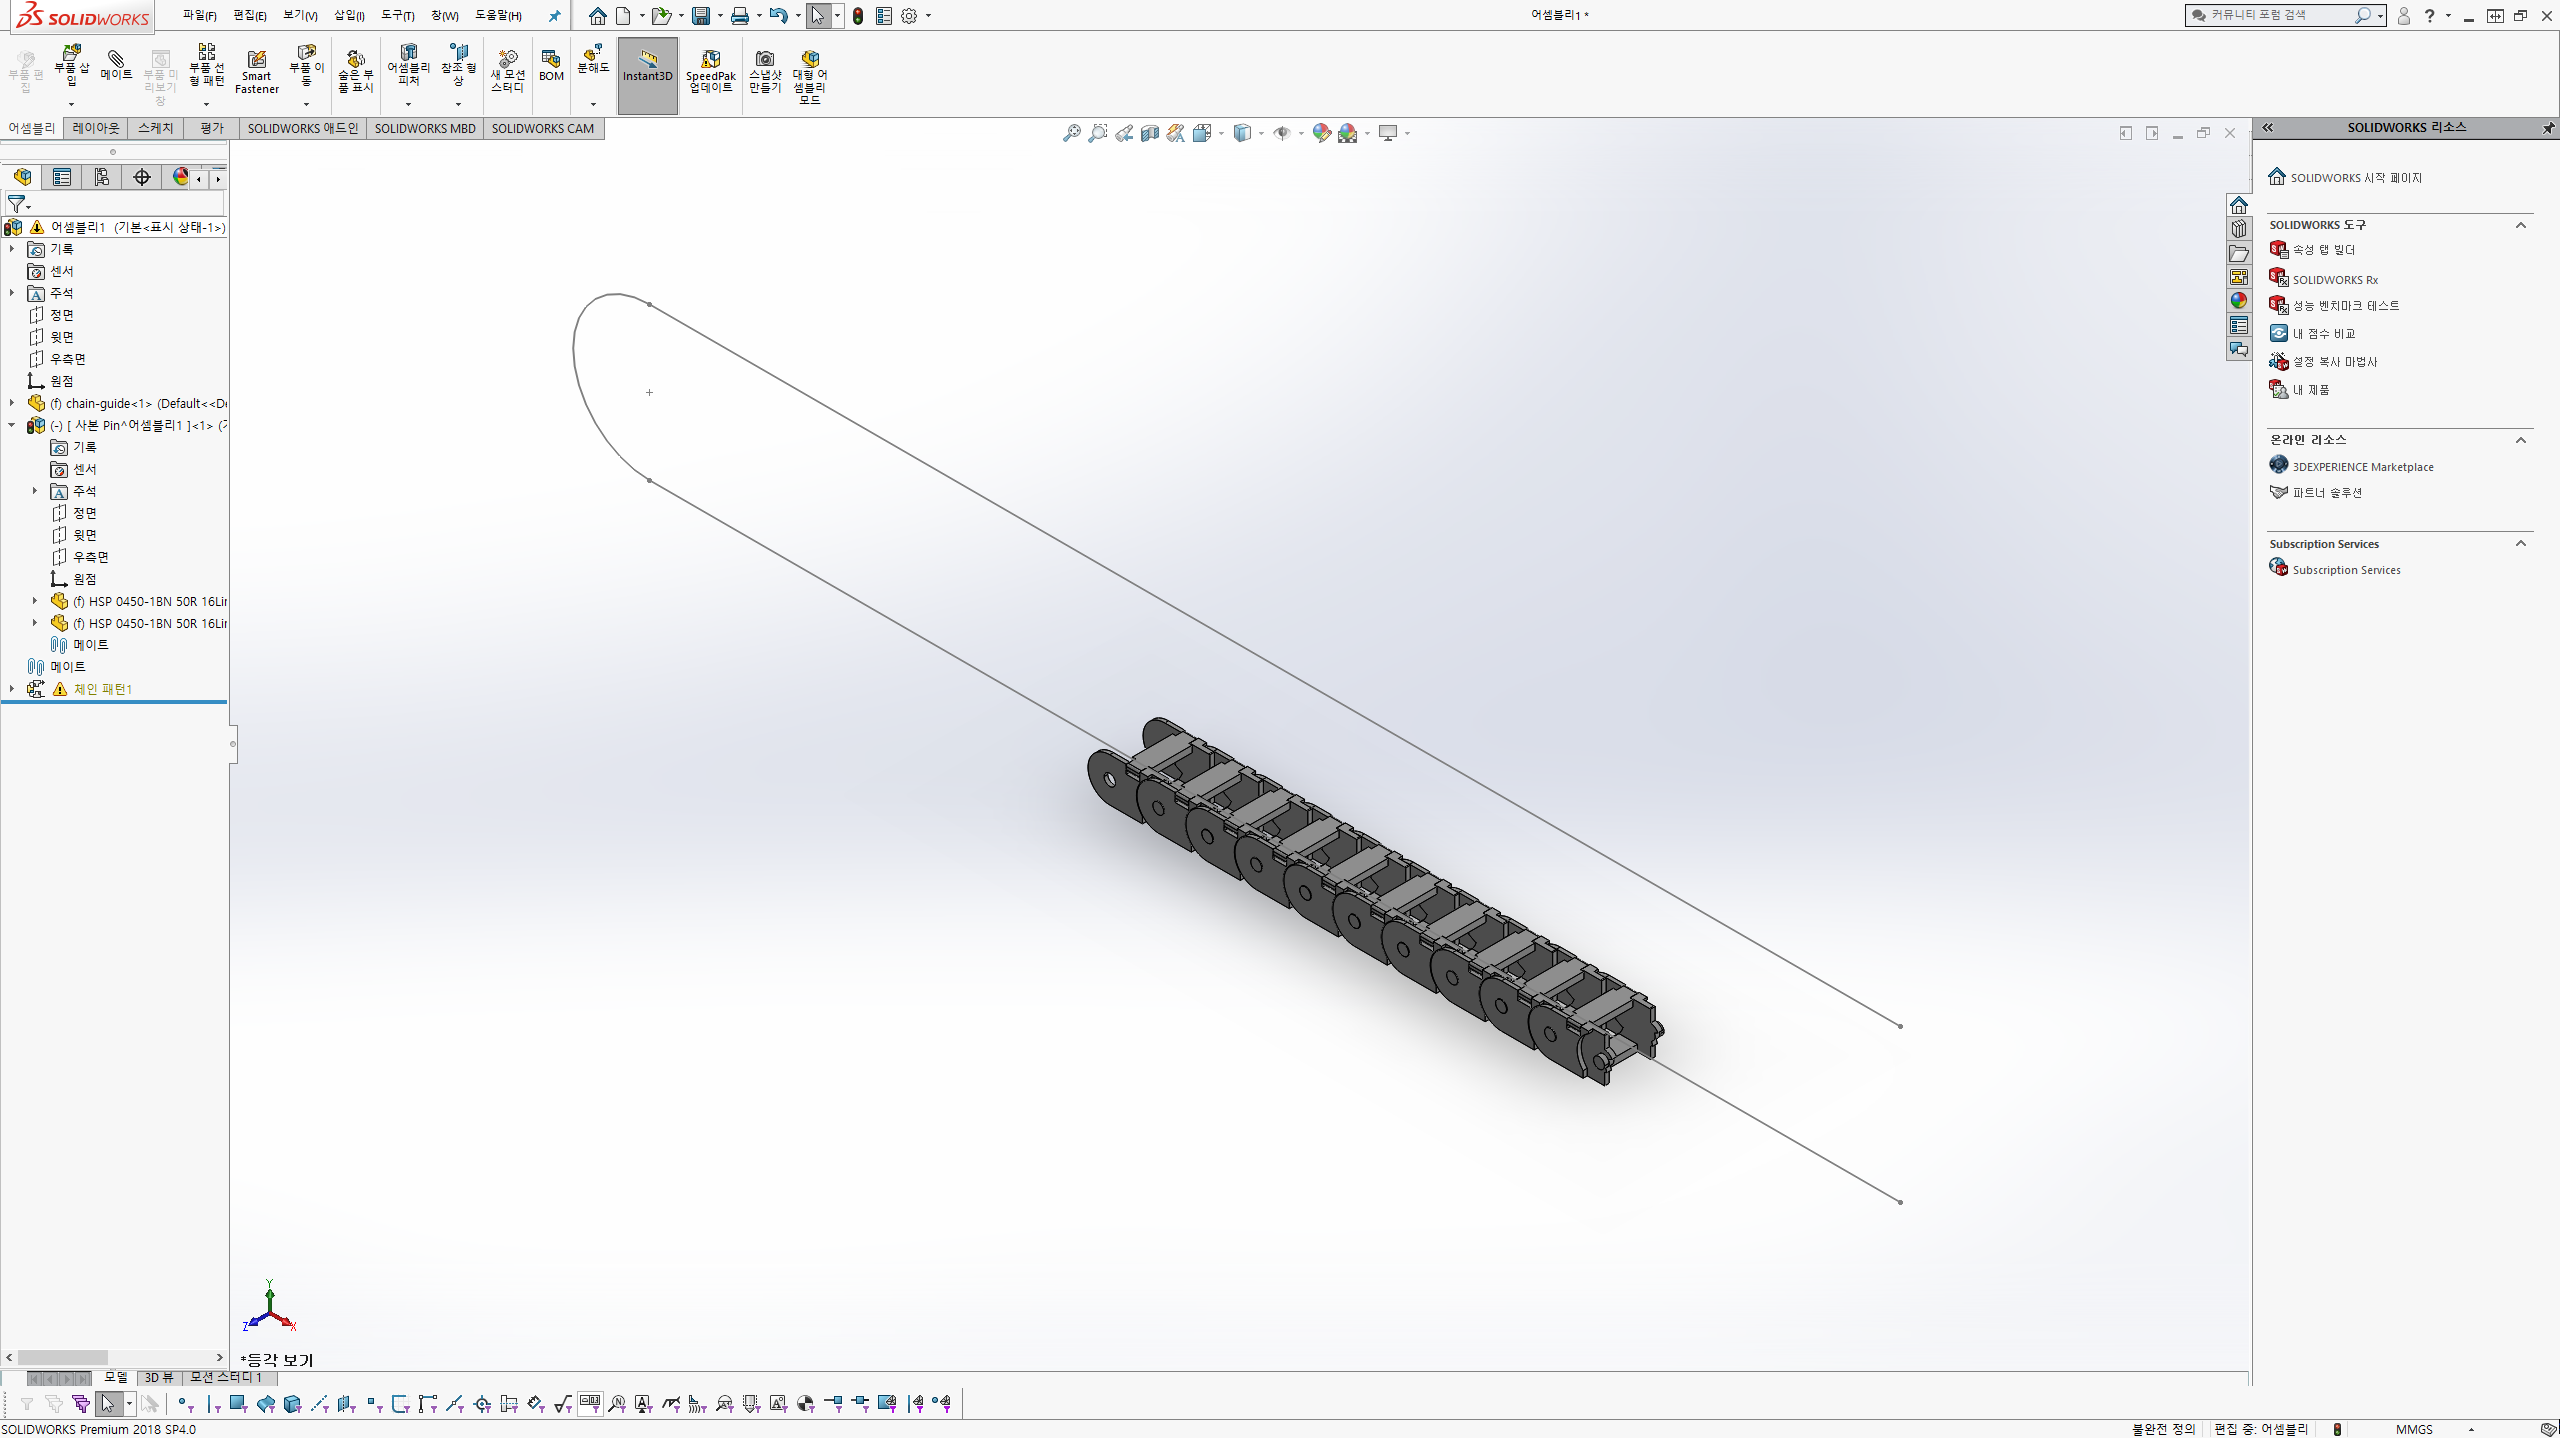 SOLIDWORKS
파일(F) 편집(E) 보기(V) 삽입(I) 도구(T) 창(W) 도움말(H)
어셈블리1 *
커뮤니티 포럼 검색
부품 편집
부품 삽입
메이트
부품 미리보기 창
부품 선형 패턴
Smart Fastener
부품 이동
숨은 부품 표시
어셈블리 피처
참조 형상
새 모션 스터디
BOM
분해도
Instant3D
SpeedPak 업데이트
스냅샷 만들기
대형 어셈블리 모드
어셈블리 레이아웃 스케치 평가 SOLIDWORKS 애드인 SOLIDWORKS MBD SOLIDWORKS CAM
어셈블리1 (기본<표시 상태-1>)
기록
센서
주석
정면
윗면
우측면
원점
(f) chain-guide<1> (Default<<De
(-) [ 사본 Pin^어셈블리1 ]<1> (기
기록
센서
주석
정면
윗면
우측면
원점
(f) HSP 0450-1BN 50R 16Lin
(f) HSP 0450-1BN 50R 16Lin
메이트
메이트
체인 패턴1
Y
Z
X
*등각 보기
SOLIDWORKS 리소스
SOLIDWORKS 시작 페이지
SOLIDWORKS 도구
속성 탭 빌더
SOLIDWORKS Rx
성능 벤치마크 테스트
내 점수 비교
설정 복사 마법사
내 제품
온라인 리소스
3DEXPERIENCE Marketplace
파트너 솔루션
Subscription Services
Subscription Services
모델 3D 뷰 모션 스터디 1
SOLIDWORKS Premium 2018 SP4.0
불완전 정의 편집 중: 어셈블리 MMGS